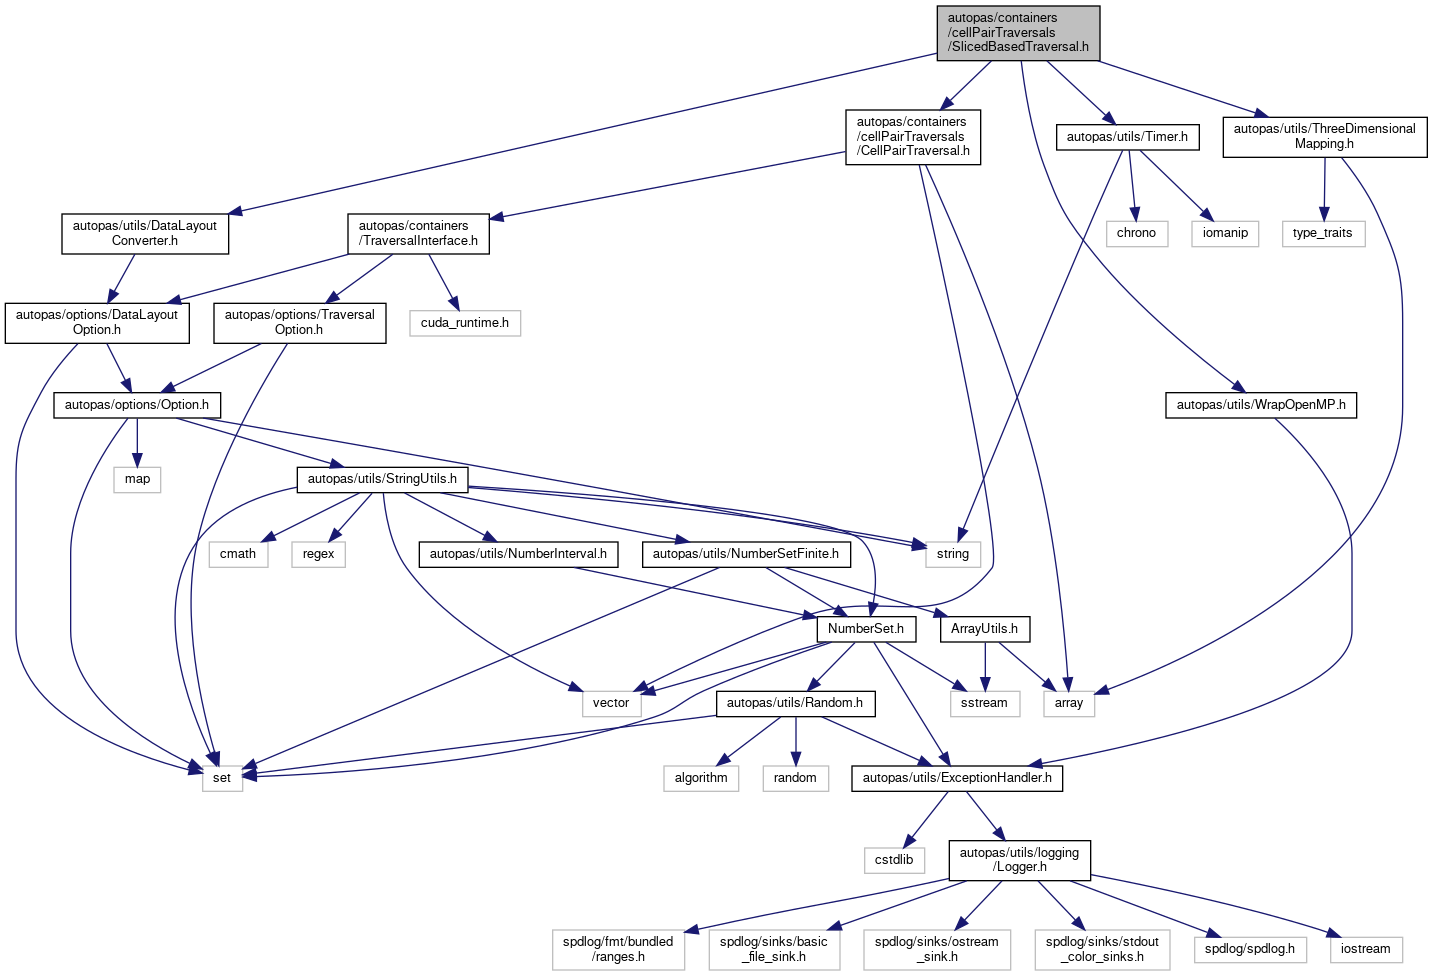 autopas/containers
/cellPairTraversals
/SlicedBasedTraversal.h
autopas/containers
/cellPairTraversals
/CellPairTraversal.h
autopas/utils/Timer.h
autopas/utils/ThreeDimensional
Mapping.h
autopas/utils/DataLayout
Converter.h
autopas/containers
/TraversalInterface.h
chrono
iomanip
type_traits
autopas/options/DataLayout
Option.h
autopas/options/Traversal
Option.h
cuda_runtime.h
autopas/options/Option.h
autopas/utils/WrapOpenMP.h
map
autopas/utils/StringUtils.h
cmath
regex
autopas/utils/NumberInterval.h
autopas/utils/NumberSetFinite.h
string
NumberSet.h
ArrayUtils.h
vector
autopas/utils/Random.h
sstream
array
set
algorithm
random
autopas/utils/ExceptionHandler.h
cstdlib
autopas/utils/logging
/Logger.h
spdlog/fmt/bundled
/ranges.h
spdlog/sinks/basic
_file_sink.h
spdlog/sinks/ostream
_sink.h
spdlog/sinks/stdout
_color_sinks.h
spdlog/spdlog.h
iostream